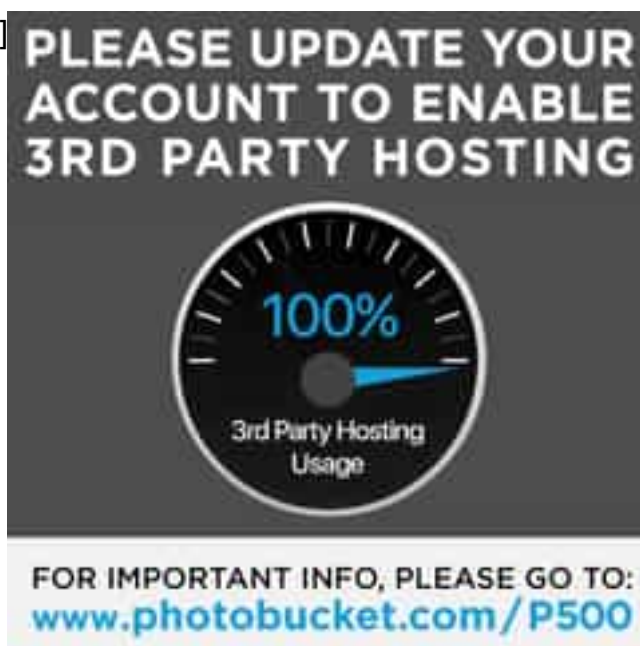 ]
PLEASE UPDATE YOUR
ACCOUNT TO ENABLE
3RD PARTY HOSTING
100%
3rd Party Hosting
Usage
FOR IMPORTANT INFO, PLEASE GO TO:
www.photobucket.com/P500